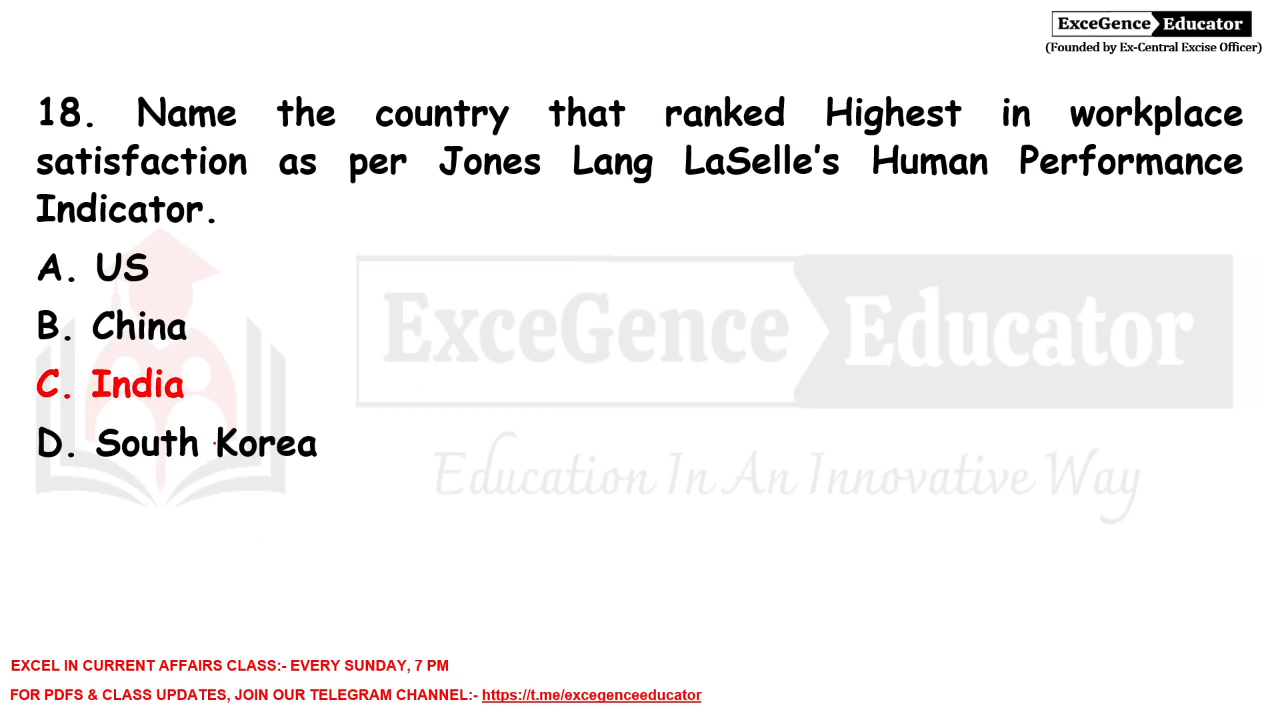 ExceGence Educator
(Founded by Ex-Central Excise Officer)
18. Name the country that ranked Highest in workplace
satisfaction as per Jones Lang LaSelle's Human Performance
Indicator.
A. US
B. China
C. India
D. South Korea
ExceGence Educator
Education In An Innovative Way
EXCEL IN CURRENT AFFAIRS CLASS:- EVERY SUNDAY, 7 PM
FOR PDFS & CLASS UPDATES, JOIN OUR TELEGRAM CHANNEL:- https://t.me/excegenceeducator